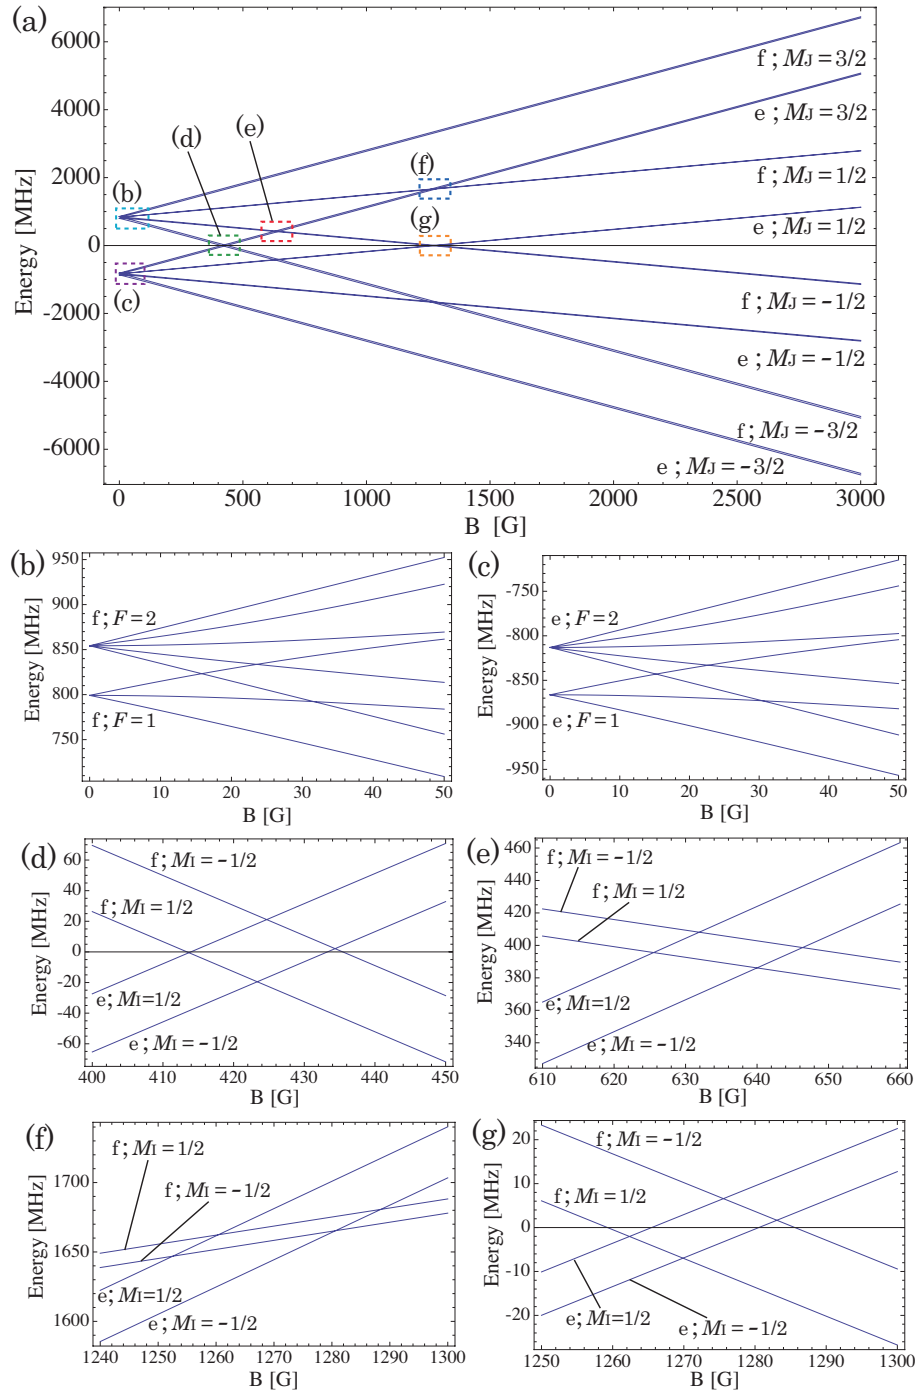 (a)
Energy [MHz]
6000
4000
2000
0
-2000
-4000
-6000
(b)
(c)
(d)
(e)
(f)
(g)
f ; MJ = 3/2
e ; MJ = 3/2
f ; MJ = 1/2
e ; MJ = 1/2
f ; MJ = -1/2
e ; MJ = -1/2
f ; MJ = -3/2
e ; MJ = -3/2
0 500 1000 1500 2000 2500 3000
B [G]
(b)
Energy [MHz]
950
900
850
800
750
f ; F = 2
f ; F = 1
0 10 20 30 40 50
B [G]
(c)
Energy [MHz]
-750
-800
-850
-900
-950
e ; F = 2
e ; F = 1
0 10 20 30 40 50
B [G]
(d)
Energy [MHz]
60
40
20
0
-20
-40
-60
f ; MI = -1/2
f ; MI = 1/2
e ; MI=1/2
e ; MI = -1/2
400 410 420 430 440 450
B [G]
(e)
Energy [MHz]
460
440
420
400
380
360
340
f ; MI = -1/2
f ; MI = 1/2
e ; MI=1/2
e ; MI = -1/2
610 620 630 640 650 660
B [G]
(f)
Energy [MHz]
1700
1650
1600
f ; MI = 1/2
f ; MI = -1/2
e ; MI=1/2
e ; MI = -1/2
1240 1250 1260 1270 1280 1290 1300
B [G]
(g)
Energy [MHz]
20
10
0
-10
-20
f ; MI = -1/2
f ; MI = 1/2
e ; MI=1/2
e ; MI = -1/2
1250 1260 1270 1280 1290 1300
B [G]